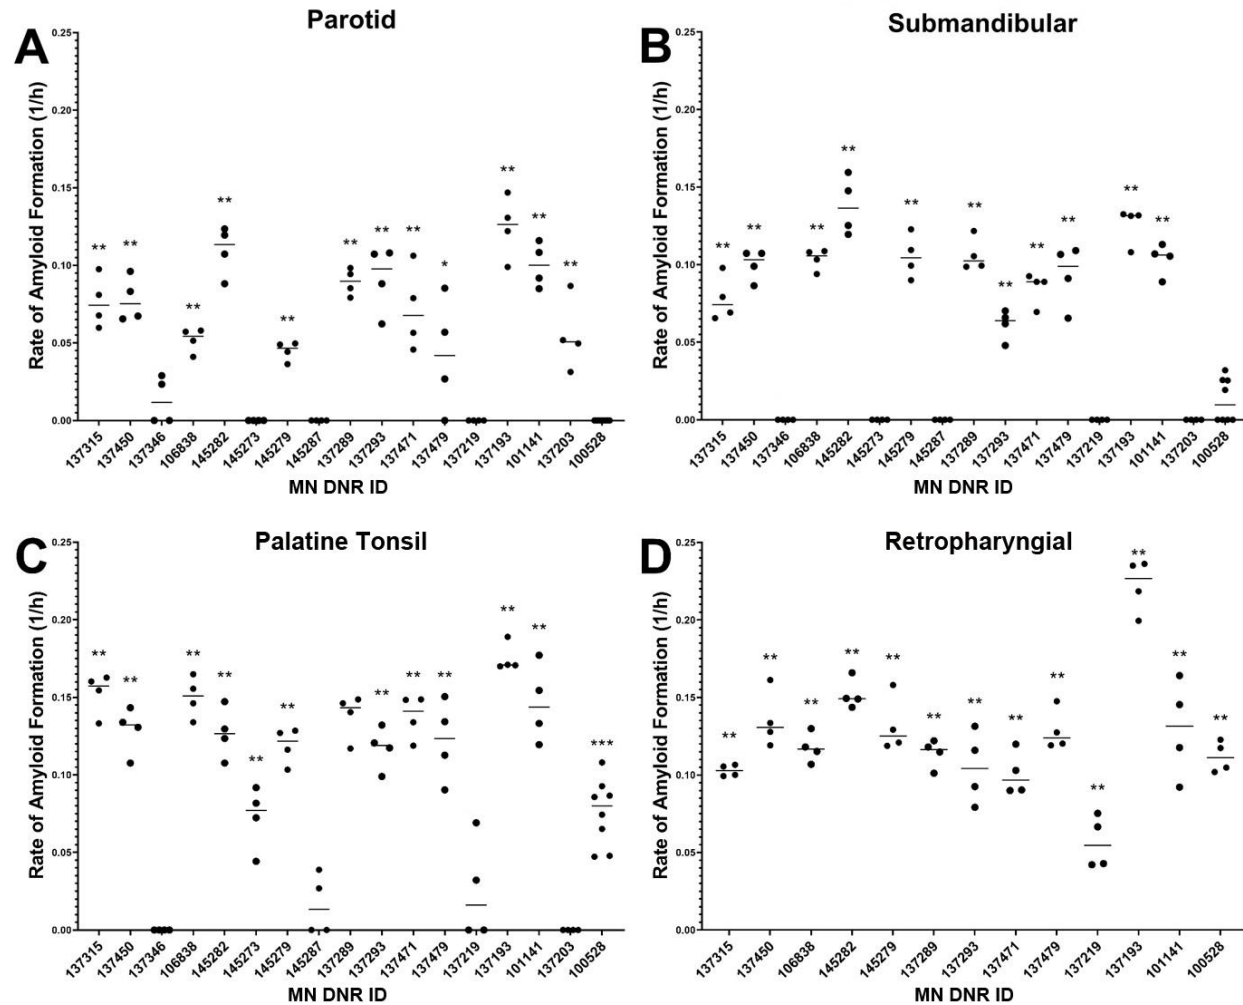 A
Parotid
Rate of Amyloid Formation (1/h)
0.25
0.20
0.15
0.10
0.05
0.00
** ** ** ** ** ** ** ** * ** ** **
137315 137450 137346 106838 145282 145273 145279 145287 137289 137293 137471 137479 137219 137193 101141 137203 100528
MN DNR ID
B
Submandibular
Rate of Amyloid Formation (1/h)
0.25
0.20
0.15
0.10
0.05
0.00
** ** ** ** ** ** ** ** ** ** **
137315 137450 137346 106838 145282 145273 145279 145287 137289 137293 137471 137479 137219 137193 101141 137203 100528
MN DNR ID
C
Palatine Tonsil
Rate of Amyloid Formation (1/h)
0.25
0.20
0.15
0.10
0.05
0.00
** ** ** ** ** ** ** ** ** ** ** ***
137315 137450 137346 106838 145282 145273 145279 145287 137289 137293 137471 137479 137219 137193 101141 137203 100528
MN DNR ID
D
Retropharyngial
Rate of Amyloid Formation (1/h)
0.25
0.20
0.15
0.10
0.05
0.00
** ** ** ** ** ** ** ** ** ** ** ** **
137315 137450 106838 145282 145279 137289 137293 137471 137479 137219 137193 101141 100528
MN DNR ID